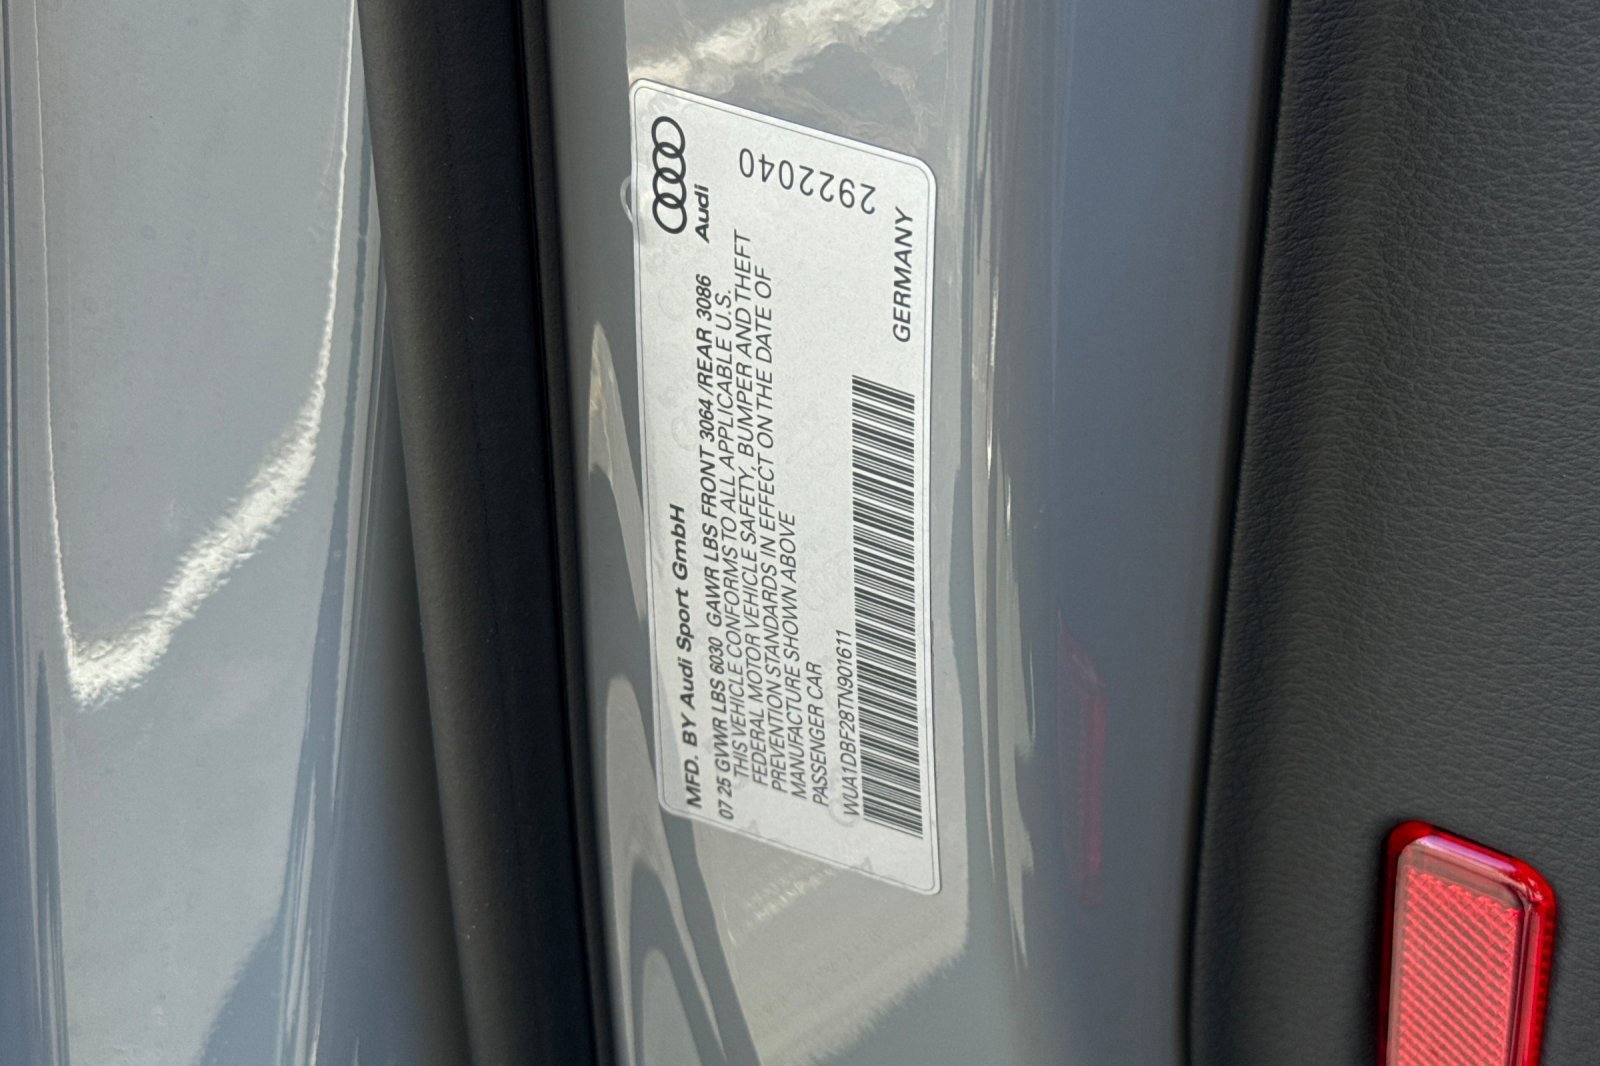 MFD. BY Audi Sport GmbH
07 25 GVWR LBS 6030 GAWR LBS FRONT 3064 /REAR 3086
THIS VEHICLE CONFORMS TO ALL APPLICABLE U.S.
FEDERAL MOTOR VEHICLE SAFETY, BUMPER AND THEFT
PREVENTION STANDARDS IN EFFECT ON THE DATE OF
MANUFACTURE SHOWN ABOVE
PASSENGER CAR
WUA1DBF28TN901611
GERMANY
Audi
2922040